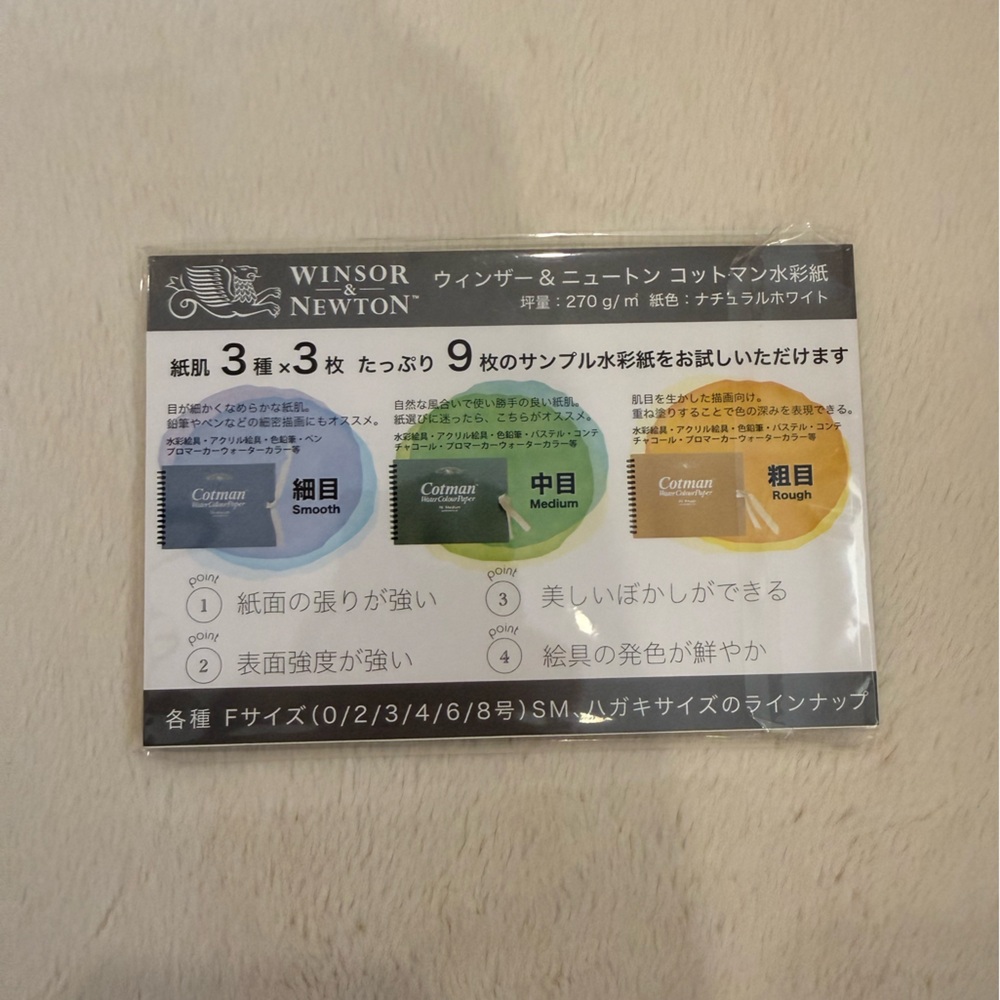 WINSOR
&
NEWTON™
ウィンザー & ニュートン コットマン水彩紙
坪量：270 g/㎡ 紙色：ナチュラルホワイト
紙肌 3 種×3 枚 たっぷり 9 枚のサンプル水彩紙をお試しいただけます
目が細かくなめらかな紙肌。
鉛筆やペンなどの細密描画にもオススメ。
水彩絵具・アクリル絵具・色鉛筆・ペン
プロマーカーウォーターカラー等
Cotman
Water Colour Paper
細目
Smooth
自然な風合いで使い勝手の良い紙肌。
紙選びに迷ったら、こちらがオススメ。
水彩絵具・アクリル絵具・色鉛筆・パステル・コンテ
チャコール・プロマーカーウォーターカラー等
Cotman
Water Colour Paper
中目
Medium
肌目を生かした描画向け。
重ね塗りすることで色の深みを表現できる。
水彩絵具・アクリル絵具・色鉛筆・パステル・コンテ
チャコール・プロマーカーウォーターカラー等
Cotman
Water Colour Paper
粗目
Rough
point
1 紙面の張りが強い
point
2 表面強度が強い
point
3 美しいぼかしができる
point
4 絵具の発色が鮮やか
各種 Fサイズ(0/2/3/4/6/8号)SM、ハガキサイズのラインナップ